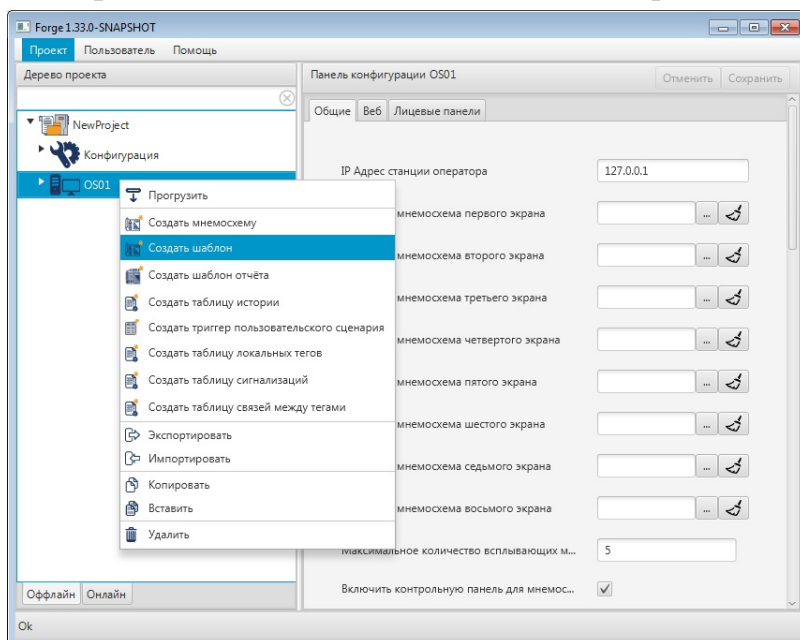 Forge 1.33.0-SNAPSHOT
Проект Пользователь Помощь
Дерево проекта
NewProject
Конфигурация
OS01
Прогрузить
Создать мнемосхему
Создать шаблон
Создать шаблон отчёта
Создать таблицу истории
Создать триггер пользовательского сценария
Создать таблицу локальных тегов
Создать таблицу сигнализаций
Создать таблицу связей между тегами
Экспортировать
Импортировать
Копировать
Вставить
Удалить
Оффлайн Онлайн
Панель конфигурации OS01
Отменить Сохранить
Общие Веб Лицевые панели
IP Адрес станции оператора 127.0.0.1
мнемосхема первого экрана ...
мнемосхема второго экрана ...
мнемосхема третьего экрана ...
мнемосхема четвертого экрана ...
мнемосхема пятого экрана ...
мнемосхема шестого экрана ...
мнемосхема седьмого экрана ...
мнемосхема восьмого экрана ...
Максимальное количество всплывающих м... 5
Включить контрольную панель для мнемос...
Ok